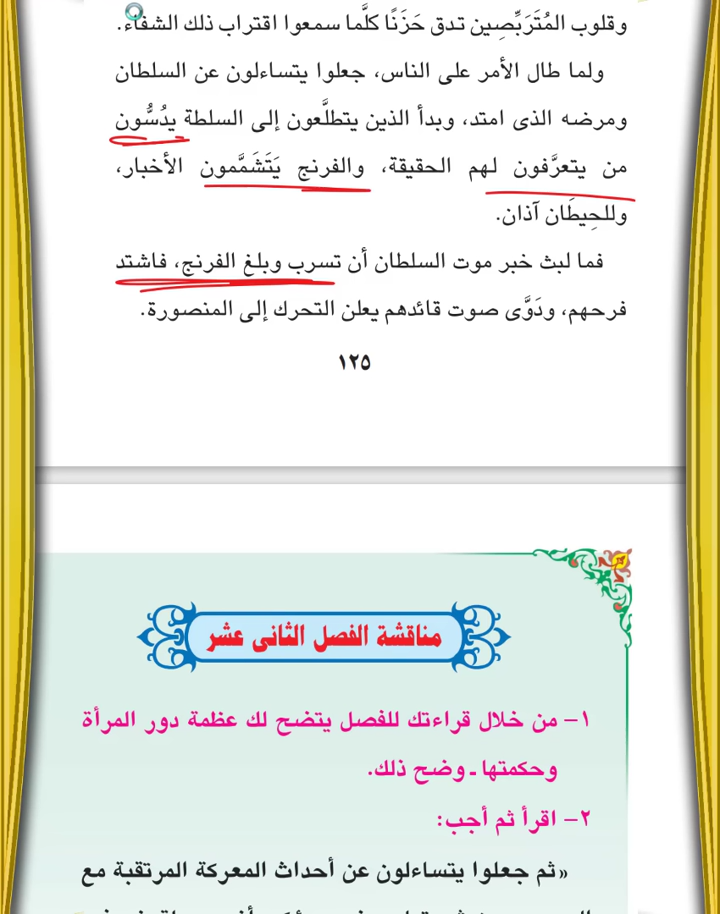 وقلوب المُتَرَبِّصِين تدق حَزَنًا كلَّما سمعوا اقتراب ذلك الشفاء.
ولما طال الأمر على الناس، جعلوا يتساءلون عن السلطان
ومرضه الذى امتد، وبدأ الذين يتطلَّعون إلى السلطة يدُسُّون
من يتعرَّفون لهم الحقيقة، والفرنج يَتَشَمَّمون الأخبار،
وللحيطَان آذان.
فما لبث خبر موت السلطان أن تسرب وبلغ الفرنج، فاشتد
فرحهم، ودَوَّى صوت قائدهم يعلن التحرك إلى المنصورة.
١٢٥
مناقشة الفصل الثانى عشر
١- من خلال قراءتك للفصل يتضح لك عظمة دور المرأة
وحكمتها ـ وضح ذلك.
٢- اقرأ ثم أجب:
«ثم جعلوا يتساءلون عن أحداث المعركة المرتقبة مع